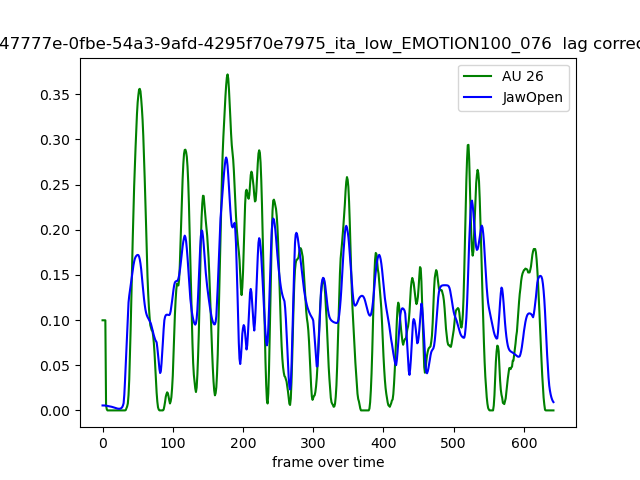 47777e-0fbe-54a3-9afd-4295f70e7975_ita_low_EMOTION100_076 lag correc
AU 26
JawOpen
0.35
0.30
0.25
0.20
0.15
0.10
0.05
0.00
0 100 200 300 400 500 600
frame over time